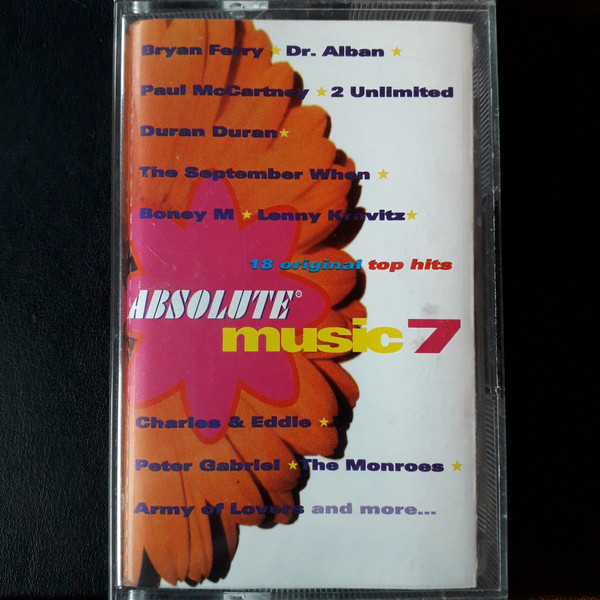 Bryan Ferry ★ Dr. Alban ★
Paul McCartney ★ 2 Unlimited
Duran Duran ★
The September When ★
Boney M ★ Lenny Kravitz ★
18 original top hits
ABSOLUTE®
music 7
Charles & Eddie ★
Peter Gabriel ★ The Monroes ★
Army of Lovers and more...